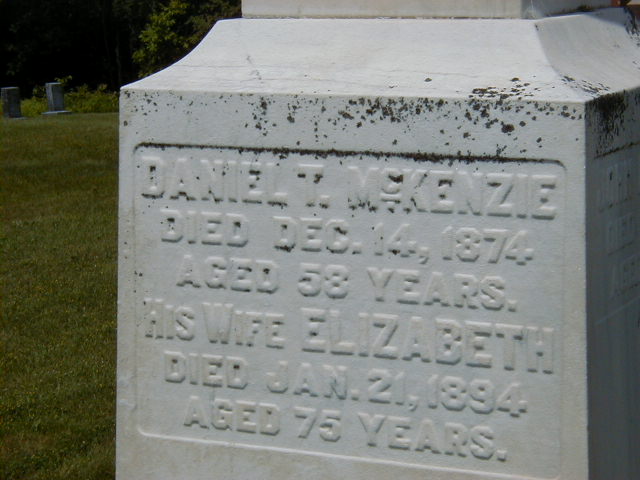 DANIEL T. McKENZIE
DIED DEC. 14, 1874
AGED 58 YEARS.
HIS WIFE ELIZABETH
DIED JAN. 21, 1894
AGED 75 YEARS.